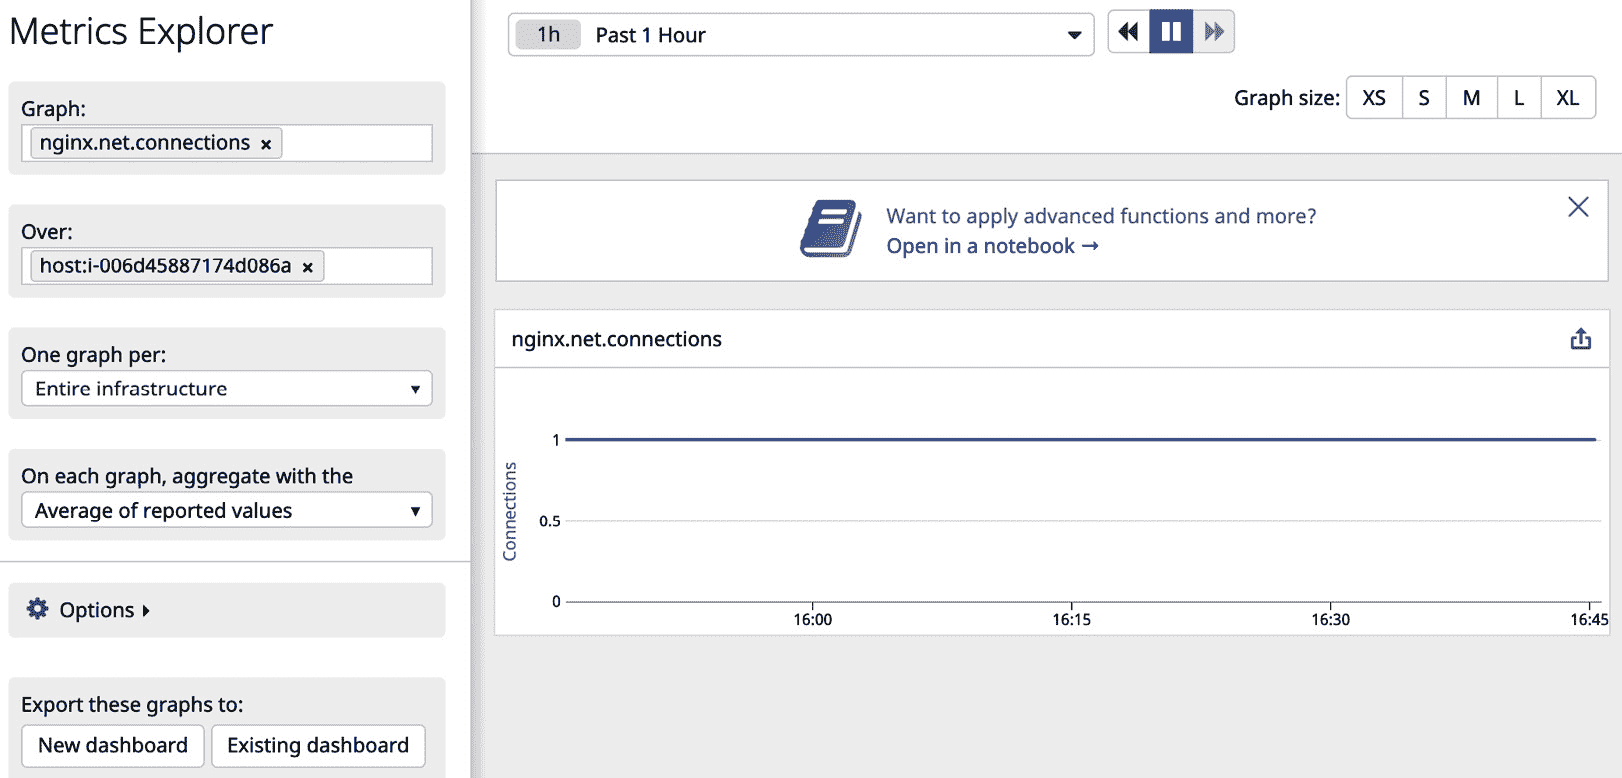 Metrics Explorer
Graph:
nginx.net.connections ×
Over:
host:i-006d45887174d086a ×
One graph per:
Entire infrastructure
On each graph, aggregate with the
Average of reported values
Options
Export these graphs to:
New dashboard
Existing dashboard
1h Past 1 Hour
Graph size: XS S M L XL
Want to apply advanced functions and more?
Open in a notebook →
nginx.net.connections
Connections
1
0.5
0
16:00 16:15 16:30 16:45